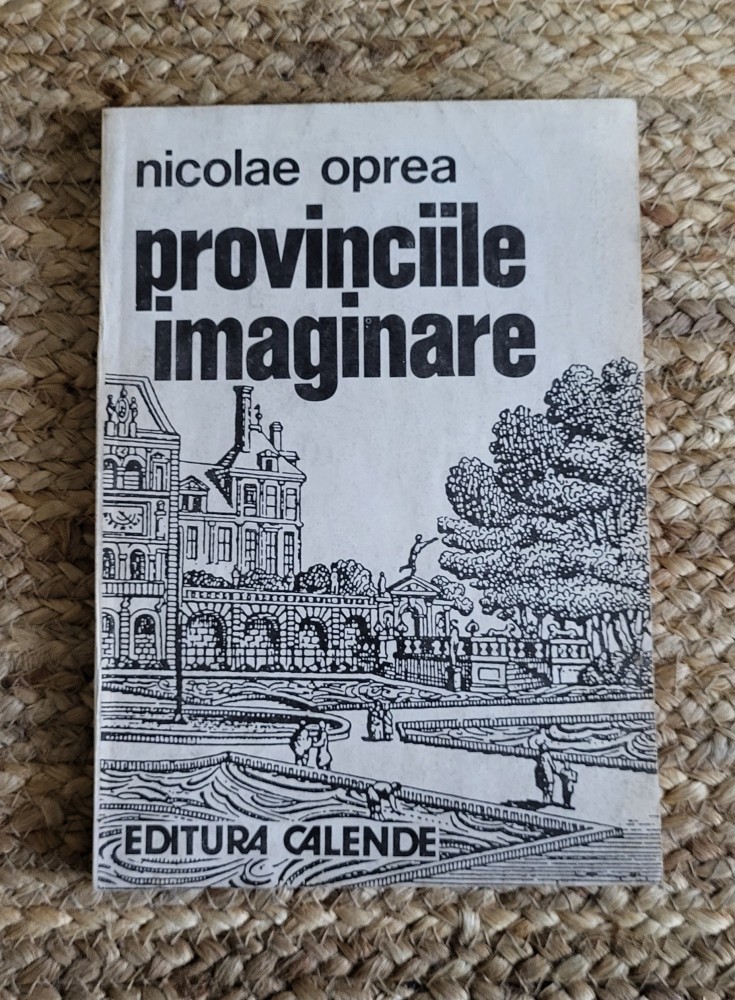 nicolae oprea
provinciile
imaginare
EDITURA CALENDE